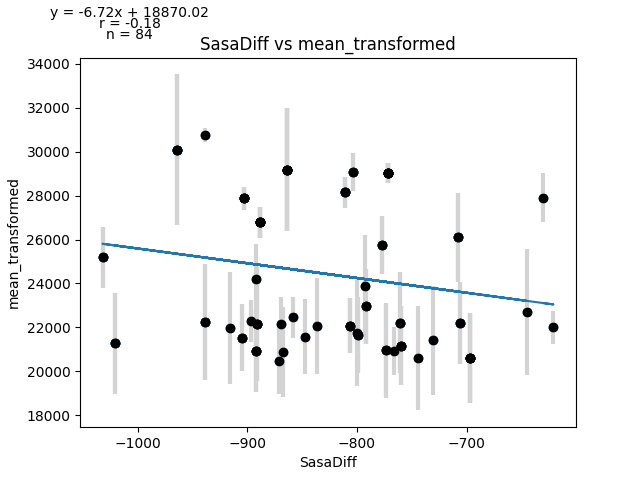 y = -6.72x + 18870.02
r = -0.18
n = 84
SasaDiff vs mean_transformed
34000
32000
30000
28000
26000
24000
22000
20000
18000
mean_transformed
−1000
−900
−800
−700
SasaDiff